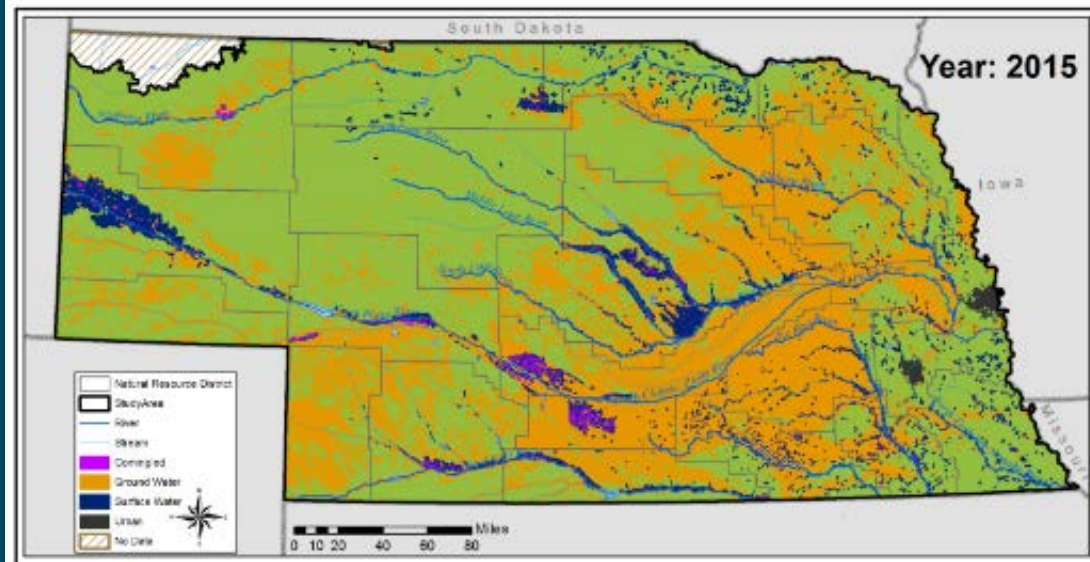 South Dakota
Year: 2015
Iowa
Missouri
Natural Resource District
StudyArea
River
Stream
Comingled
Ground Water
Surface Water
Urban
No Data
Miles
0 10 20 40 60 80